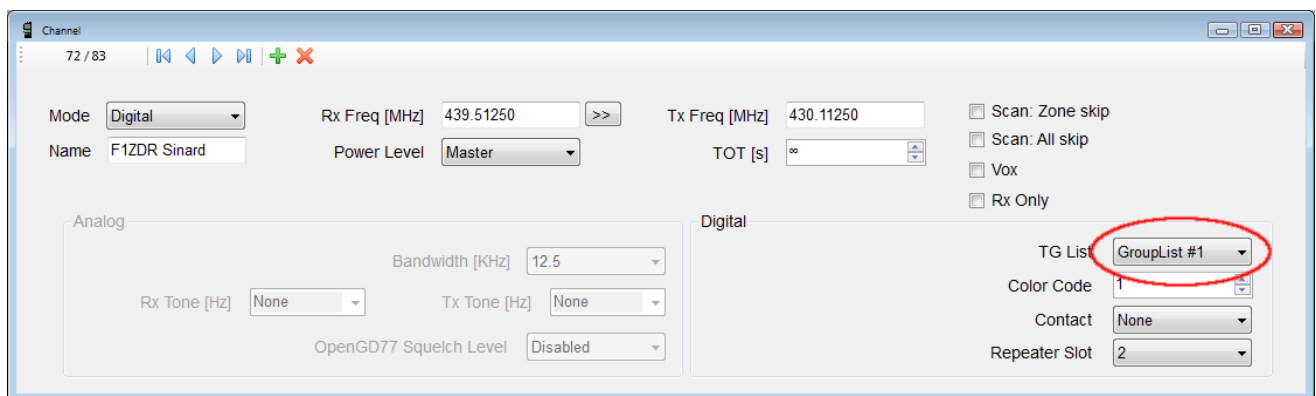 Channel
72 / 83
Mode Digital Rx Freq [MHz] 439.51250 >> Tx Freq [MHz] 430.11250 Scan: Zone skip
Name F1ZDR Sinard Power Level Master TOT [s] ∞ Scan: All skip
Vox
Rx Only
Analog
Bandwidth [KHz] 12.5
Rx Tone [Hz] None Tx Tone [Hz] None
OpenGD77 Squelch Level Disabled
Digital
TG List GroupList #1
Color Code 1
Contact None
Repeater Slot 2